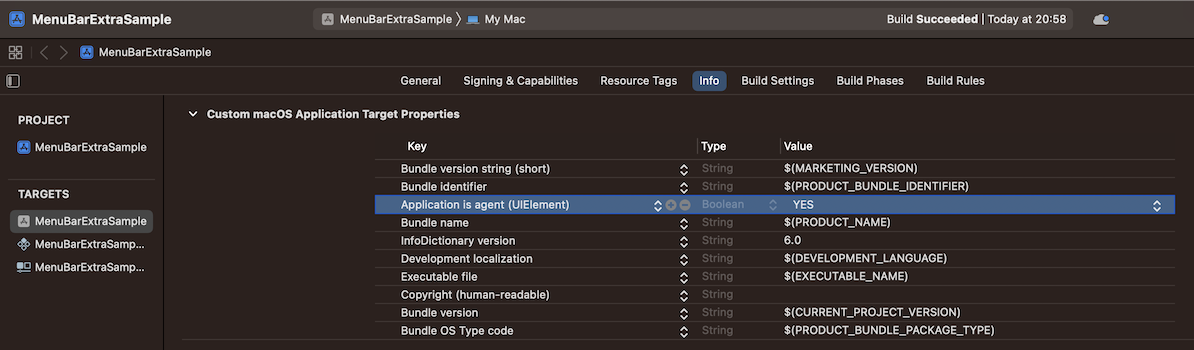 MenuBarExtraSample
MenuBarExtraSample 〉 My Mac
Build Succeeded | Today at 20:58
MenuBarExtraSample
General Signing & Capabilities Resource Tags Info Build Settings Build Phases Build Rules
PROJECT
MenuBarExtraSample
TARGETS
MenuBarExtraSample
MenuBarExtraSamp...
MenuBarExtraSamp...
Custom macOS Application Target Properties
Key Type Value
Bundle version string (short) String $(MARKETING_VERSION)
Bundle identifier String $(PRODUCT_BUNDLE_IDENTIFIER)
Application is agent (UIElement) Boolean YES
Bundle name String $(PRODUCT_NAME)
InfoDictionary version String 6.0
Development localization String $(DEVELOPMENT_LANGUAGE)
Executable file String $(EXECUTABLE_NAME)
Copyright (human-readable) String
Bundle version String $(CURRENT_PROJECT_VERSION)
Bundle OS Type code String $(PRODUCT_BUNDLE_PACKAGE_TYPE)